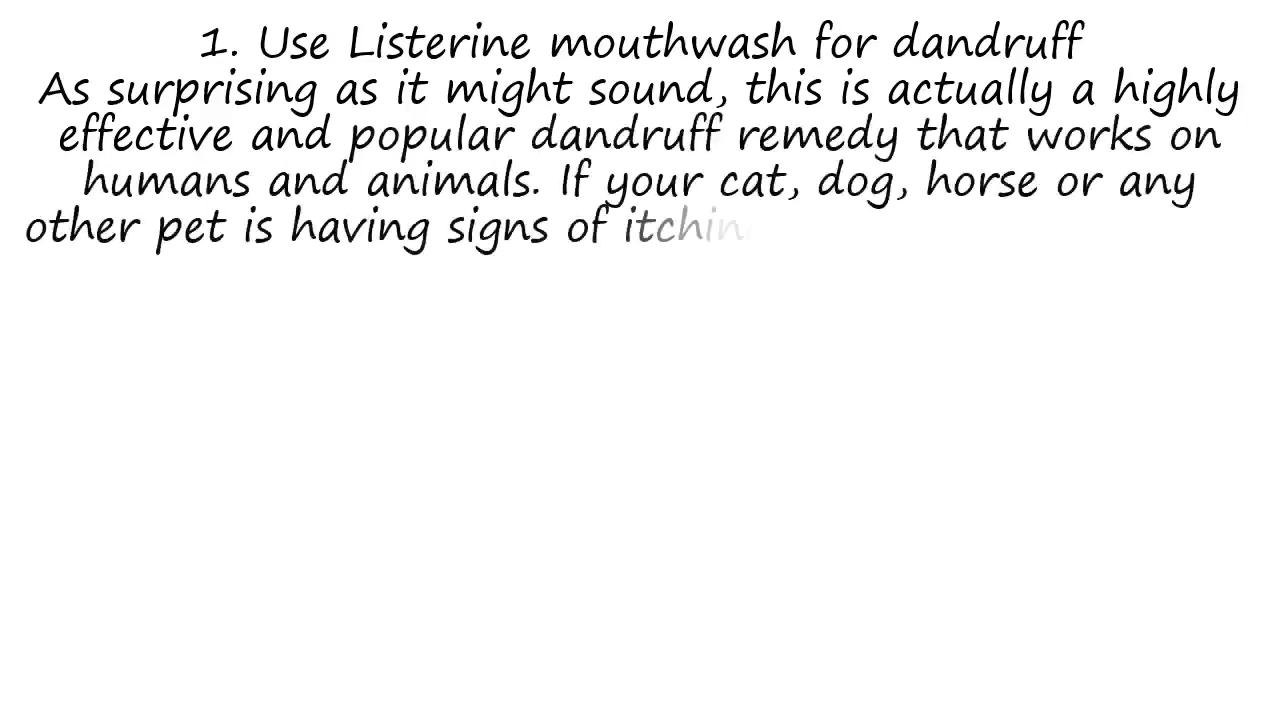 1. Use Listerine mouthwash for dandruff
As surprising as it might sound, this is actually a highly
effective and popular dandruff remedy that works on
humans and animals. If your cat, dog, horse or any
other pet is having signs of itchin